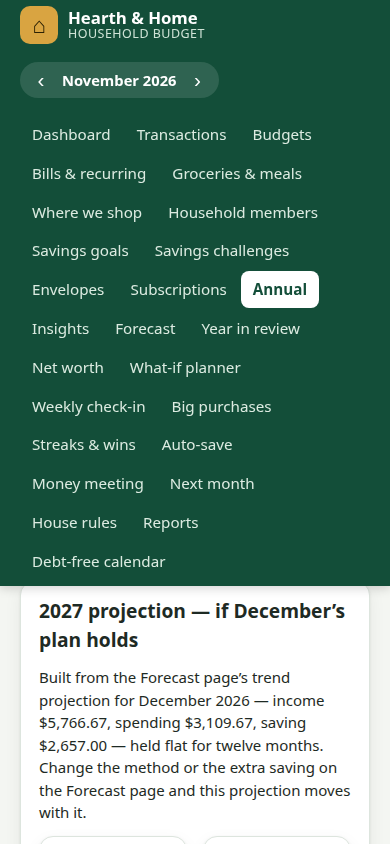 Hearth & Home
HOUSEHOLD BUDGET
‹ November 2026 ›
Dashboard Transactions Budgets
Bills & recurring Groceries & meals
Where we shop Household members
Savings goals Savings challenges
Envelopes Subscriptions Annual
Insights Forecast Year in review
Net worth What-if planner
Weekly check-in Big purchases
Streaks & wins Auto-save
Money meeting Next month
House rules Reports
Debt-free calendar
2027 projection — if December’s
plan holds
Built from the Forecast page’s trend
projection for December 2026 — income
$5,766.67, spending $3,109.67, saving
$2,657.00 — held flat for twelve months.
Change the method or the extra saving on
the Forecast page and this projection moves
with it.